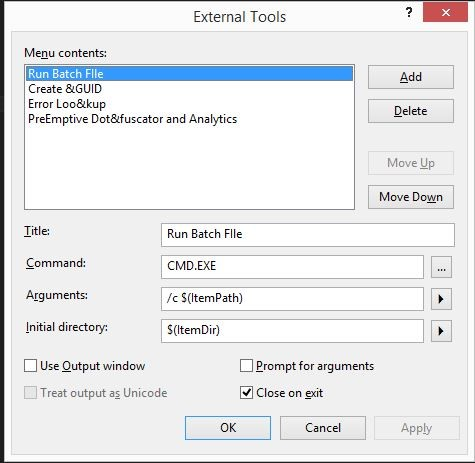 External Tools
?
×
Menu contents:
Run Batch FIle
Create &GUID
Error Loo&kup
PreEmptive Dot&fuscator and Analytics
Add
Delete
Move Up
Move Down
Title:
Run Batch FIle
Command:
CMD.EXE
...
Arguments:
/c $(ItemPath)
Initial directory:
$(ItemDir)
Use Output window
Prompt for arguments
Treat output as Unicode
Close on exit
OK
Cancel
Apply